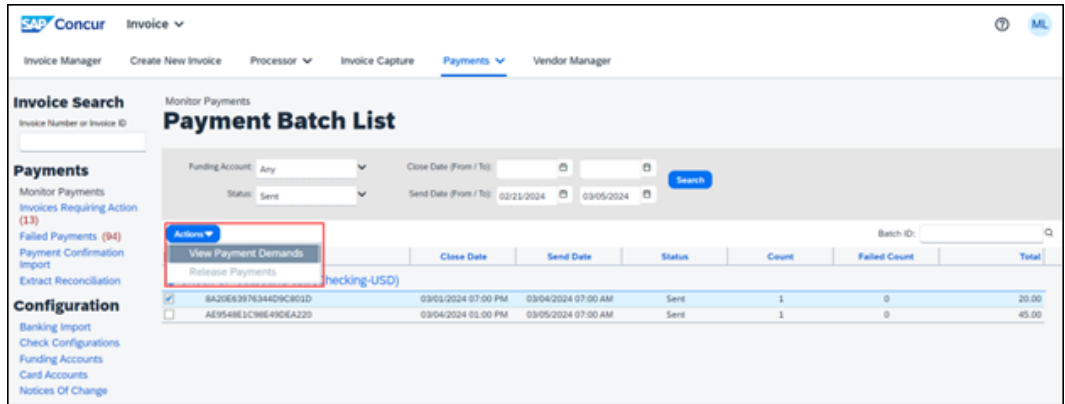 SAP Concur Invoice ML
Invoice Manager Create New Invoice Processor Invoice Capture Payments Vendor Manager
Invoice Search
Invoice Number or Invoice ID
Payments
Monitor Payments
Invoices Requiring Action
(13)
Failed Payments (94)
Payment Confirmation
Import
Extract Reconciliation
Configuration
Banking Import
Check Configurations
Funding Accounts
Card Accounts
Notices Of Change
Monitor Payments
Payment Batch List
Funding Account: Any Close Date (From / To):
Search
Status: Sent Send Date (From / To): 02/21/2024 03/05/2024
Actions Batch ID:
View Payment Demands
Release Payments
Close Date Send Date Status Count Failed Count Total
hecking-USD)
8A20E63976344D9C801D 03/01/2024 07:00 PM 03/04/2024 07:00 AM Sent 1 0 20.00
AE9548E1C98E49DEA220 03/04/2024 01:00 PM 03/05/2024 07:00 AM Sent 1 0 45.00